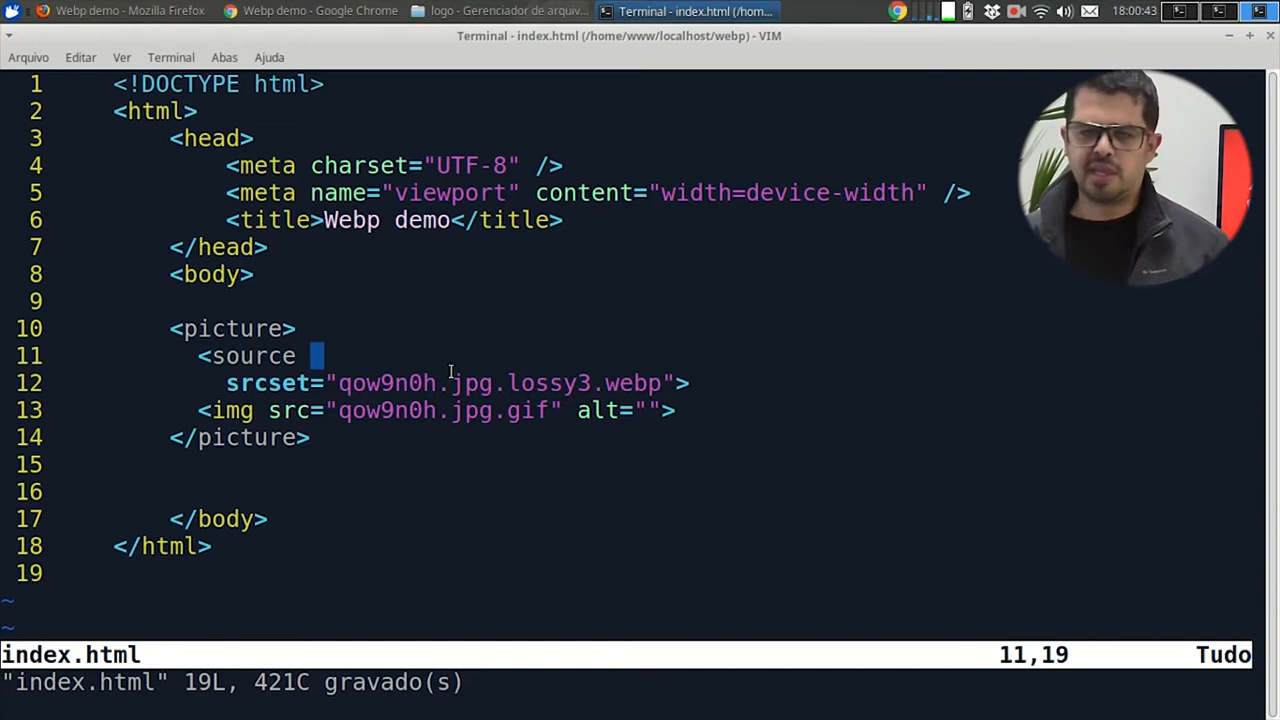 Webp demo - Mozilla Firefox
Webp demo - Google Chrome
logo - Gerenciador de arquiv...
Terminal - index.html (/hom...
18:00:43
Terminal - index.html (/home/www/localhost/webp) - VIM
Arquivo Editar Ver Terminal Abas Ajuda
1 <!DOCTYPE html>
2 <html>
3 <head>
4 <meta charset="UTF-8" />
5 <meta name="viewport" content="width=device-width" />
6 <title>Webp demo</title>
7 </head>
8 <body>
9
10 <picture>
11 <source
12 srcset="qow9n0h.jpg.lossy3.webp">
13 <img src="qow9n0h.jpg.gif" alt="">
14 </picture>
15
16
17 </body>
18 </html>
19
~
~
index.html 11,19 Tudo
"index.html" 19L, 421C gravado(s)